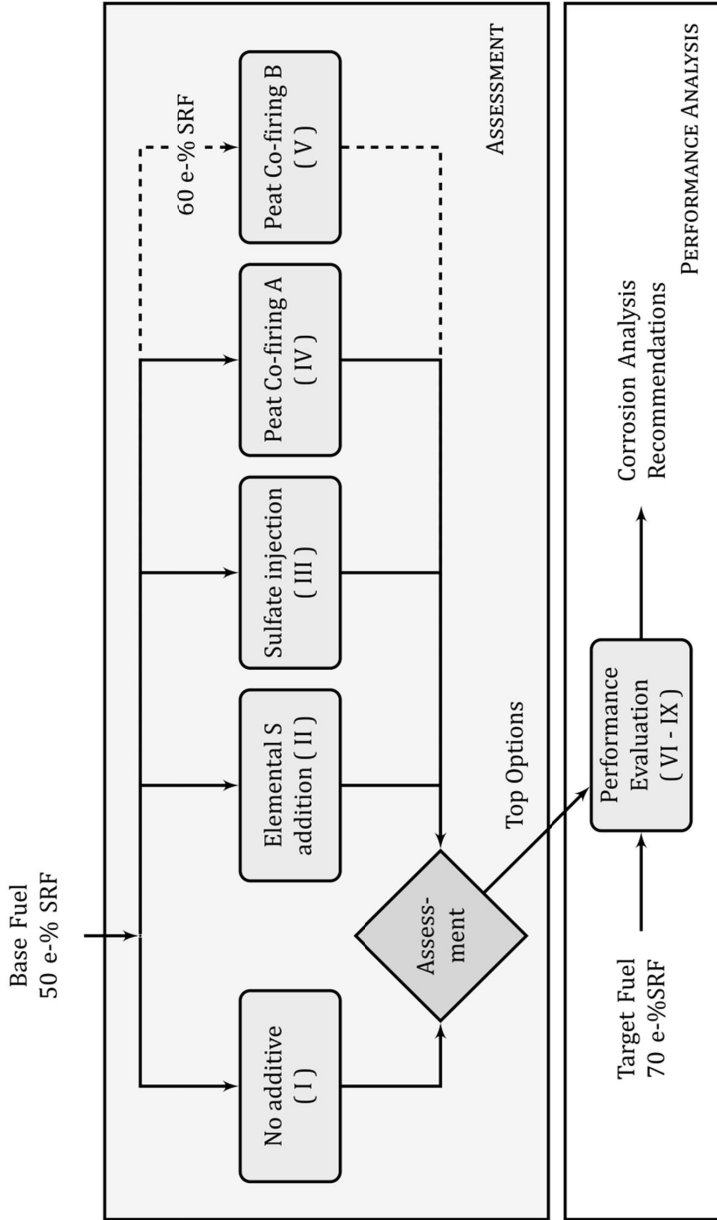 Base Fuel
50 e-% SRF
60 e-% SRF
No additive
( I )
Elemental S
addition ( II )
Sulfate injection
( III )
Peat Co-firing A
( IV )
Peat Co-firing B
( V )
Assess-
ment
Top Options
ASSESSMENT
Target Fuel
70 e-%SRF
Performance
Evaluation
( VI - IX )
Corrosion Analysis
Recommendations
PERFORMANCE ANALYSIS